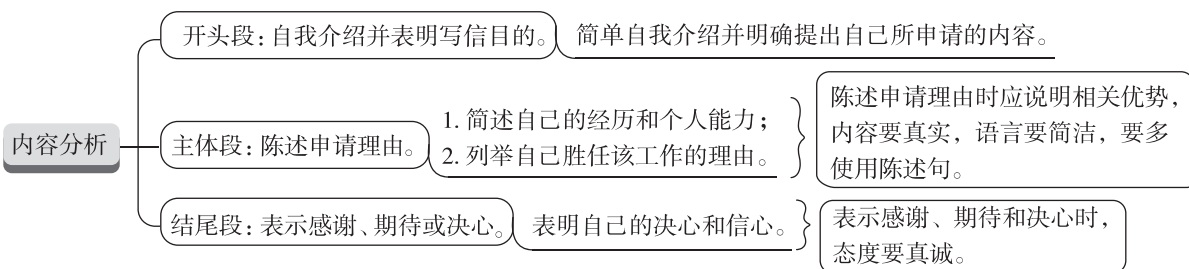 内容分析
开头段：自我介绍并表明写信目的。
简单自我介绍并明确提出自己所申请的内容。
主体段：陈述申请理由。
1. 简述自己的经历和个人能力；
2. 列举自己胜任该工作的理由。
陈述申请理由时应说明相关优势，
内容要真实，语言要简洁，要多
使用陈述句。
结尾段：表示感谢、期待或决心。
表明自己的决心和信心。
表示感谢、期待和决心时，
态度要真诚。